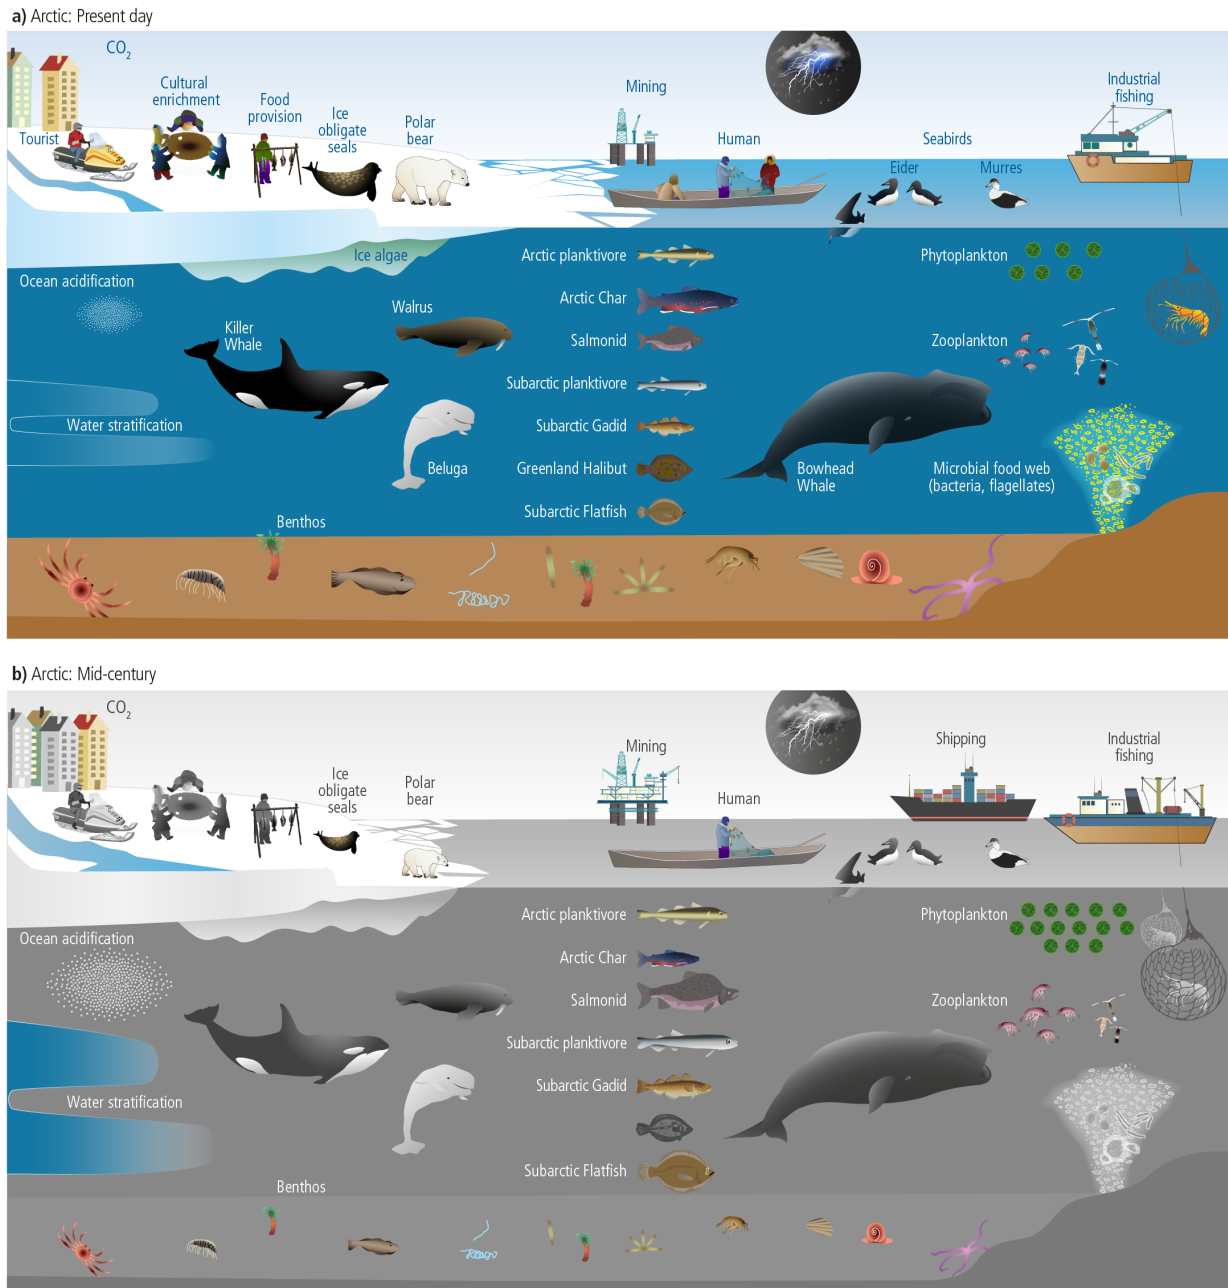 a) Arctic: Present day
CO2
Cultural
enrichment
Food
provision
Ice
obligate
seals
Polar
bear
Tourist
Mining
Human
Seabirds
Eider
Murres
Industrial
fishing
Ice algae
Ocean acidification
Killer
Whale
Walrus
Beluga
Water stratification
Arctic planktivore
Arctic Char
Salmonid
Subarctic planktivore
Subarctic Gadid
Greenland Halibut
Subarctic Flatfish
Bowhead
Whale
Phytoplankton
Zooplankton
Microbial food web
(bacteria, flagellates)
Benthos
b) Arctic: Mid-century
CO2
Ice
obligate
seals
Polar
bear
Mining
Human
Shipping
Industrial
fishing
Ocean acidification
Water stratification
Arctic planktivore
Arctic Char
Salmonid
Subarctic planktivore
Subarctic Gadid
Subarctic Flatfish
Phytoplankton
Zooplankton
Benthos